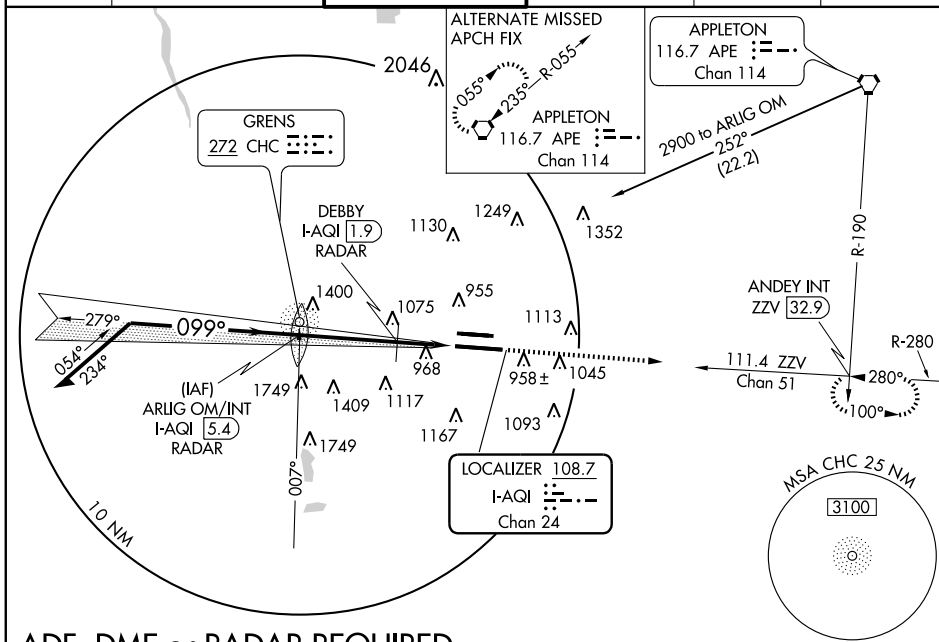 ALTERNATE MISSED
APCH FIX
055°
235°
R-055
APPLETON
116.7 APE
Chan 114
APPLETON
116.7 APE
Chan 114
2046
GRENS
272 CHC
2900 to ARLIG OM
252°
(22.2)
DEBBY
I-AQI 1.9
RADAR
1130
1249
1352
R-190
1400
1075
955
1113
ANDEY INT
ZZV 32.9
R-280
279°
099°
054°
234°
968
958±
1045
111.4 ZZV
Chan 51
280°
100°
(IAF)
ARLIG OM/INT
I-AQI 5.4
RADAR
1749
1409
1117
1167
1093
1749
007°
LOCALIZER 108.7
I-AQI
Chan 24
10 NM
MSA CHC 25 NM
3100
ADF, DME or RADAR REQUIRED